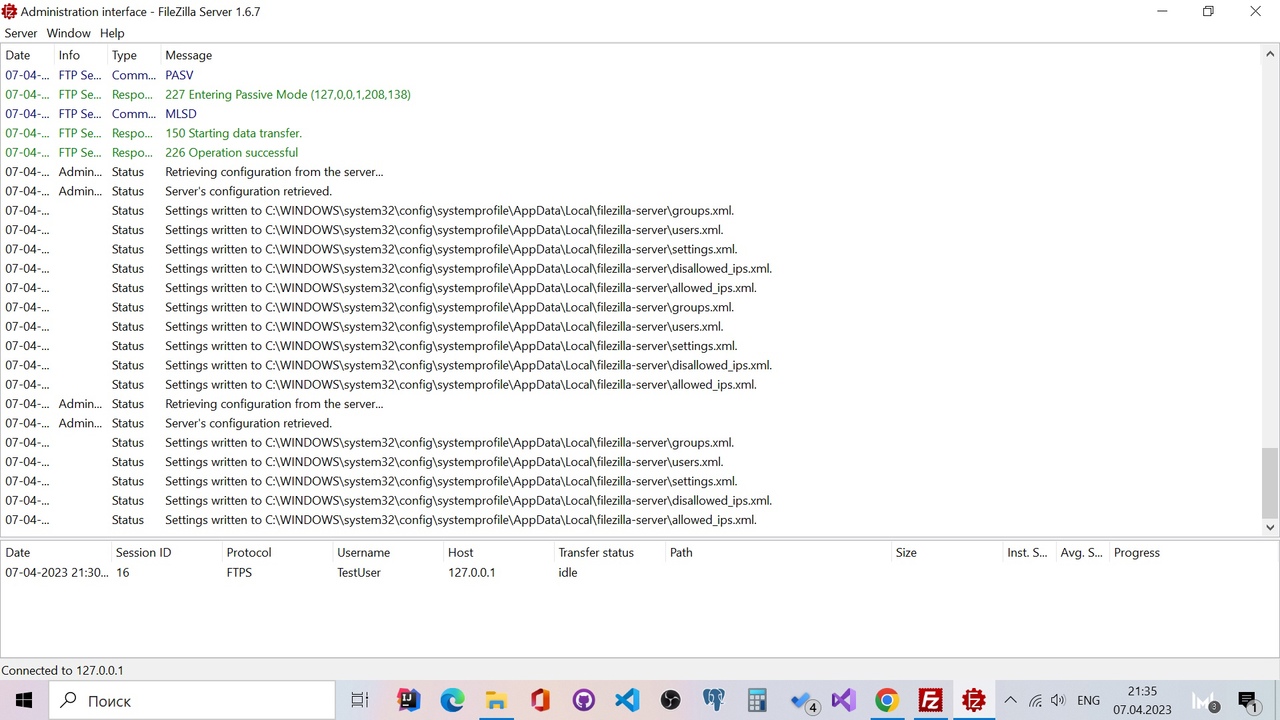 Administration interface - FileZilla Server 1.6.7
Server Window Help
Date Info Type Message
07-04-... FTP Se... Comm... PASV
07-04-... FTP Se... Respo... 227 Entering Passive Mode (127,0,0,1,208,138)
07-04-... FTP Se... Comm... MLSD
07-04-... FTP Se... Respo... 150 Starting data transfer.
07-04-... FTP Se... Respo... 226 Operation successful
07-04-... Admin... Status Retrieving configuration from the server...
07-04-... Admin... Status Server's configuration retrieved.
07-04-... Status Settings written to C:\WINDOWS\system32\config\systemprofile\AppData\Local\filezilla-server\groups.xml.
07-04-... Status Settings written to C:\WINDOWS\system32\config\systemprofile\AppData\Local\filezilla-server\users.xml.
07-04-... Status Settings written to C:\WINDOWS\system32\config\systemprofile\AppData\Local\filezilla-server\settings.xml.
07-04-... Status Settings written to C:\WINDOWS\system32\config\systemprofile\AppData\Local\filezilla-server\disallowed_ips.xml.
07-04-... Status Settings written to C:\WINDOWS\system32\config\systemprofile\AppData\Local\filezilla-server\allowed_ips.xml.
07-04-... Status Settings written to C:\WINDOWS\system32\config\systemprofile\AppData\Local\filezilla-server\groups.xml.
07-04-... Status Settings written to C:\WINDOWS\system32\config\systemprofile\AppData\Local\filezilla-server\users.xml.
07-04-... Status Settings written to C:\WINDOWS\system32\config\systemprofile\AppData\Local\filezilla-server\settings.xml.
07-04-... Status Settings written to C:\WINDOWS\system32\config\systemprofile\AppData\Local\filezilla-server\disallowed_ips.xml.
07-04-... Status Settings written to C:\WINDOWS\system32\config\systemprofile\AppData\Local\filezilla-server\allowed_ips.xml.
07-04-... Admin... Status Retrieving configuration from the server...
07-04-... Admin... Status Server's configuration retrieved.
07-04-... Status Settings written to C:\WINDOWS\system32\config\systemprofile\AppData\Local\filezilla-server\groups.xml.
07-04-... Status Settings written to C:\WINDOWS\system32\config\systemprofile\AppData\Local\filezilla-server\users.xml.
07-04-... Status Settings written to C:\WINDOWS\system32\config\systemprofile\AppData\Local\filezilla-server\settings.xml.
07-04-... Status Settings written to C:\WINDOWS\system32\config\systemprofile\AppData\Local\filezilla-server\disallowed_ips.xml.
07-04-... Status Settings written to C:\WINDOWS\system32\config\systemprofile\AppData\Local\filezilla-server\allowed_ips.xml.
Date Session ID Protocol Username Host Transfer status Path Size Inst. S... Avg. S... Progress
07-04-2023 21:30... 16 FTPS TestUser 127.0.0.1 idle
Connected to 127.0.0.1
Поиск 4 ENG 21:35 3 1
07.04.2023